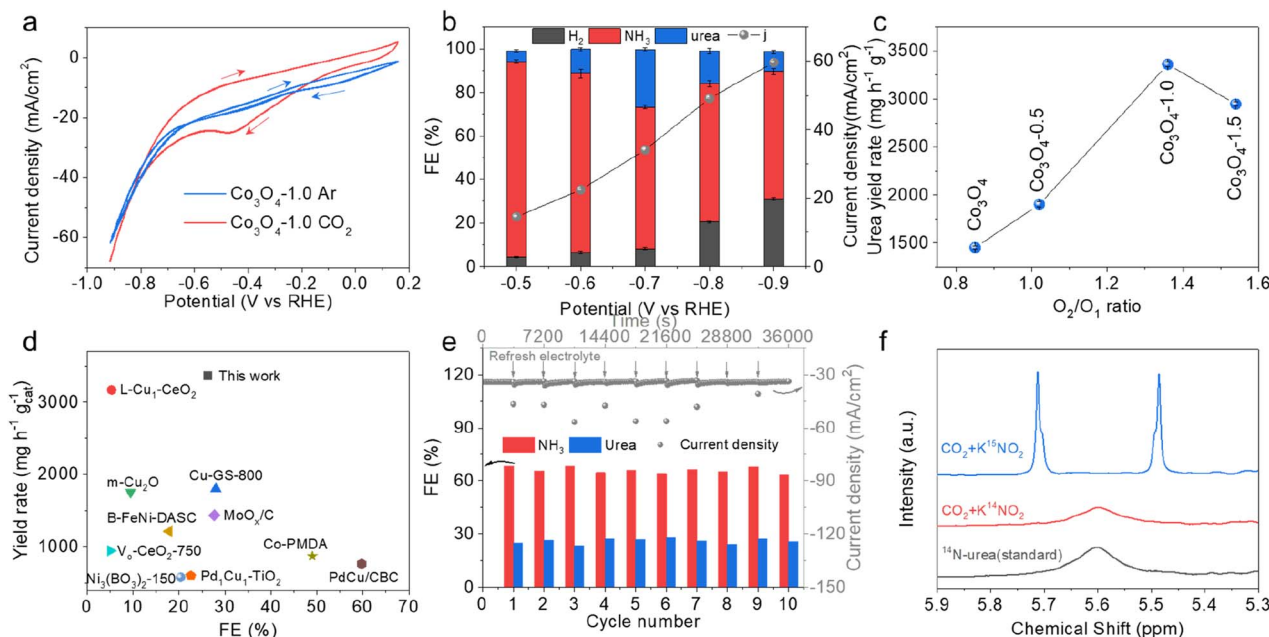 a
Current density (mA/cm²)
0
-20
-40
-60
Co₃O₄-1.0 Ar
Co₃O₄-1.0 CO₂
-1.0 -0.8 -0.6 -0.4 -0.2 0.0 0.2
Potential (V vs RHE)
b
H₂ NH₃ urea j
FE (%)
100
80
60
40
20
0
60
40
20
0
Current density(mA/cm²)
-0.5 -0.6 -0.7 -0.8 -0.9
Potential (V vs RHE)
c
Urea yield rate (mg h⁻¹ g⁻¹)
3500
3000
2500
2000
1500
Co₃O₄
Co₃O₄-0.5
Co₃O₄-1.0
Co₃O₄-1.5
0.8 1.0 1.2 1.4 1.6
O₂/O₁ ratio
d
Yield rate (mg h⁻¹ g⁻¹cat)
3000
2000
1000
This work
L-Cu₁-CeO₂
m-Cu₂O
Cu-GS-800
B-FeNi-DASC
MoOₓ/C
Vₒ-CeO₂-750
Co-PMDA
Ni₃(BO₃)₂-150
Pd₁Cu₁-TiO₂
PdCu/CBC
0 10 20 30 40 50 60 70
FE (%)
e
Time (s)
0 7200 14400 21600 28800 36000
Refresh electrolyte
NH₃ Urea Current density
FE (%)
120
90
60
30
0
-30
-60
-90
-120
-150
Current density (mA/cm²)
0 1 2 3 4 5 6 7 8 9 10
Cycle number
f
Intensity (a.u.)
CO₂+K¹⁵NO₂
CO₂+K¹⁴NO₂
¹⁴N-urea(standard)
5.9 5.7 5.5 5.3
Chemical Shift (ppm)